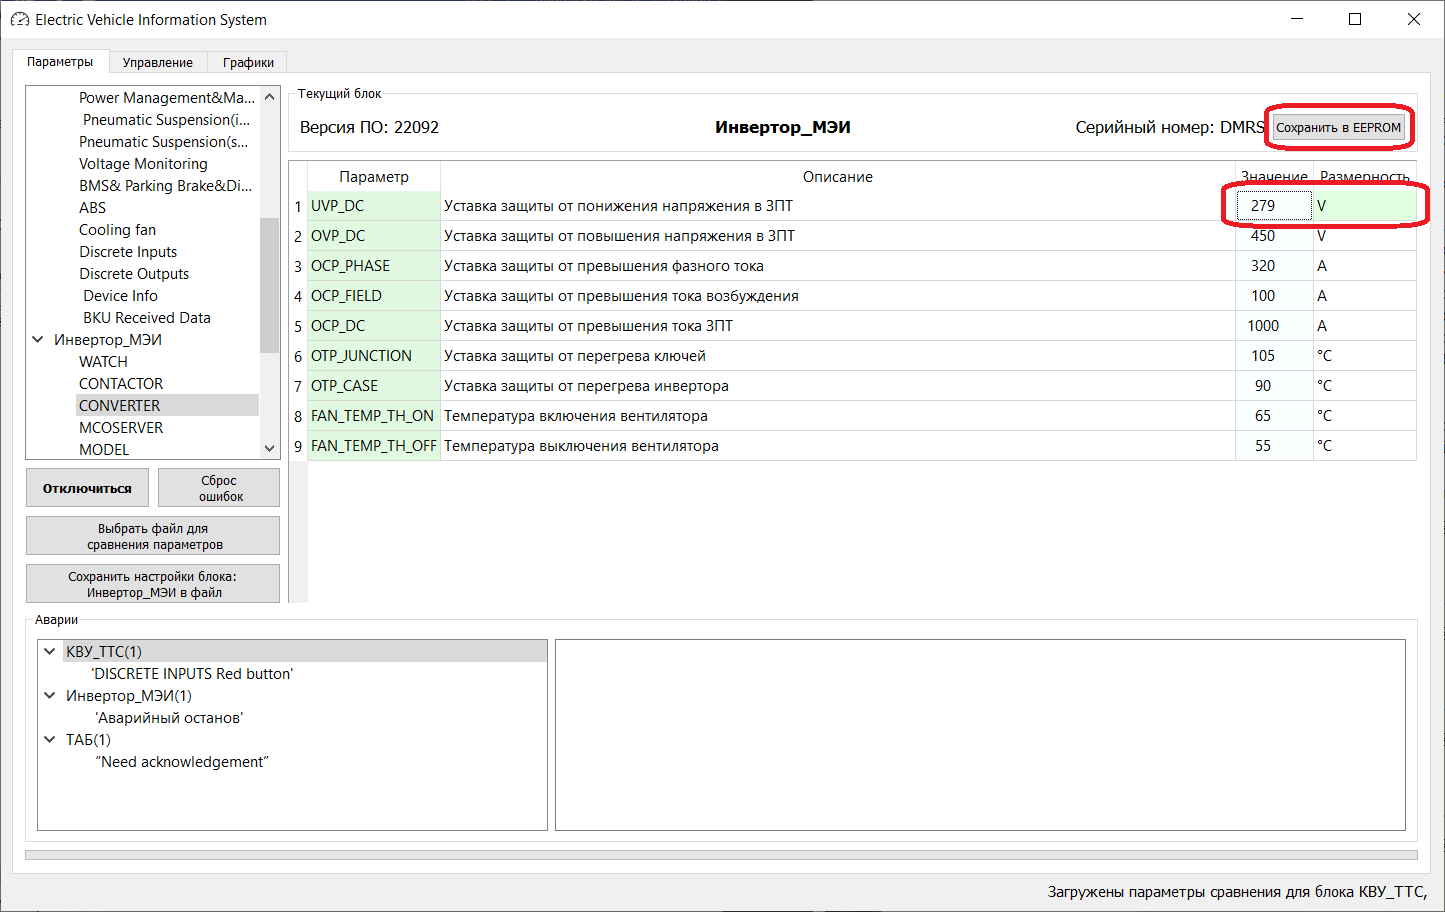 Electric Vehicle Information System
Параметры
Управление
Графики
Power Management&Ma...
Pneumatic Suspension(i...
Pneumatic Suspension(s...
Voltage Monitoring
BMS& Parking Brake&Di...
ABS
Cooling fan
Discrete Inputs
Discrete Outputs
Device Info
BKU Received Data
Инвертор_МЭИ
WATCH
CONTACTOR
CONVERTER
MCOSERVER
MODEL
Отключиться
Сброс
ошибок
Выбрать файл для
сравнения параметров
Сохранить настройки блока:
Инвертор_МЭИ в файл
Текущий блок
Версия ПО: 22092 Инвертор_МЭИ Серийный номер: DMRS Сохранить в EEPROM
Параметр Описание Значение Размерность
1 UVP_DC Уставка защиты от понижения напряжения в ЗПТ 279 V
2 OVP_DC Уставка защиты от повышения напряжения в ЗПТ 450 V
3 OCP_PHASE Уставка защиты от превышения фазного тока 320 A
4 OCP_FIELD Уставка защиты от превышения тока возбуждения 100 A
5 OCP_DC Уставка защиты от превышения тока ЗПТ 1000 A
6 OTP_JUNCTION Уставка защиты от перегрева ключей 105 °C
7 OTP_CASE Уставка защиты от перегрева инвертора 90 °C
8 FAN_TEMP_TH_ON Температура включения вентилятора 65 °C
9 FAN_TEMP_TH_OFF Температура выключения вентилятора 55 °C
Аварии
КВУ_ТТС(1)
'DISCRETE INPUTS Red button'
Инвертор_МЭИ(1)
'Аварийный останов'
ТАБ(1)
"Need acknowledgement"
Загружены параметры сравнения для блока КВУ_ТТС,